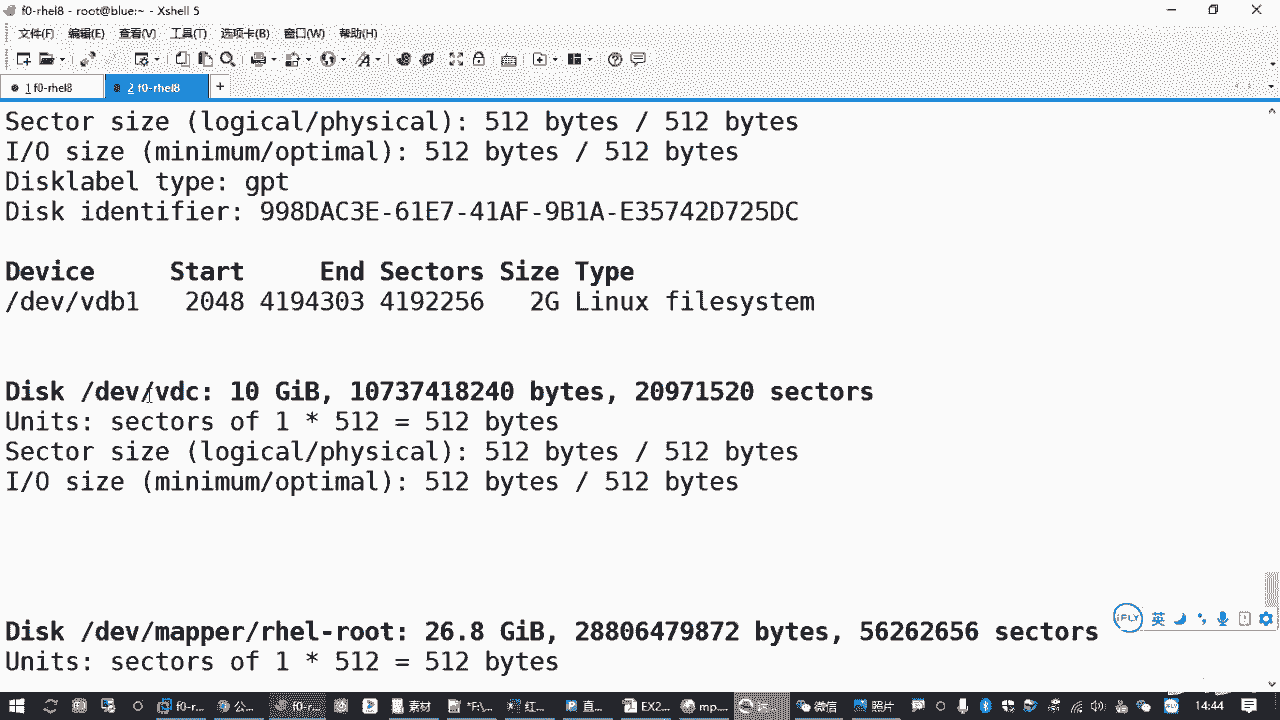 f0-rhel8 - root@blue:~ - Xshell 5
文件(F) 编辑(E) 查看(V) 工具(T) 选项卡(B) 窗口(W) 帮助(H)
1 f0-rhel8
2 f0-rhel8
+
Sector size (logical/physical): 512 bytes / 512 bytes
I/O size (minimum/optimal): 512 bytes / 512 bytes
Disklabel type: gpt
Disk identifier: 998DAC3E-61E7-41AF-9B1A-E35742D725DC
Device Start End Sectors Size Type
/dev/vdb1 2048 4194303 4192256 2G Linux filesystem
Disk /dev/vdc: 10 GiB, 10737418240 bytes, 20971520 sectors
Units: sectors of 1 * 512 = 512 bytes
Sector size (logical/physical): 512 bytes / 512 bytes
I/O size (minimum/optimal): 512 bytes / 512 bytes
Disk /dev/mapper/rhel-root: 26.8 GiB, 28806479872 bytes, 56262656 sectors
Units: sectors of 1 * 512 = 512 bytes
iFLY 英
f0-r... 公... f0-r... 素材 *F:\... 红... 直... EX2... mp... 微信 照片 14:44